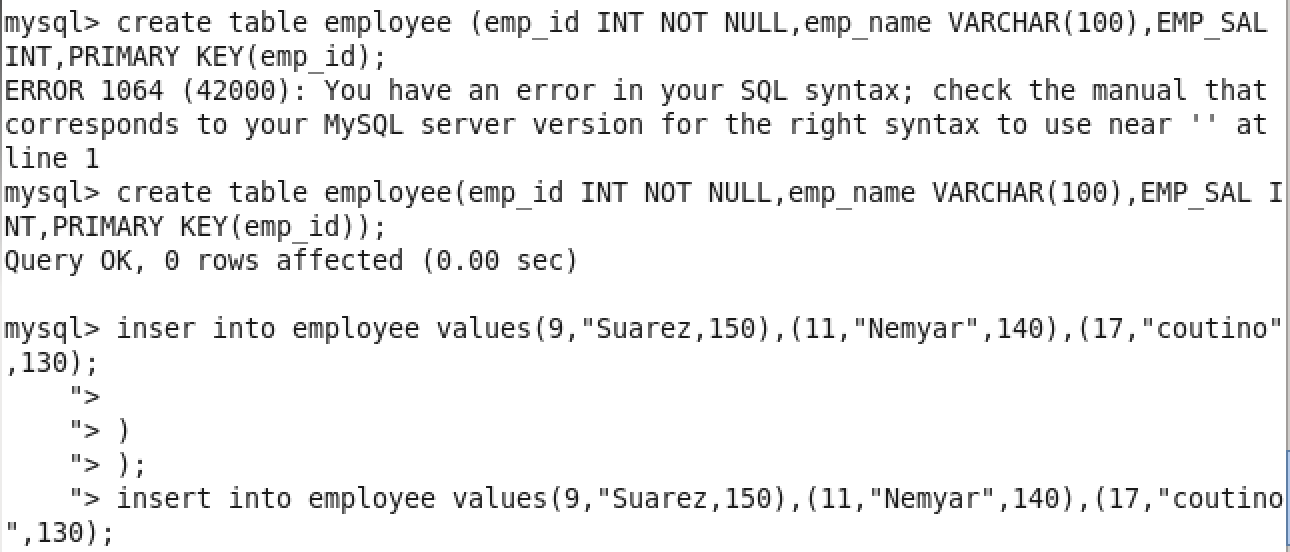 mysql> create table employee (emp_id INT NOT NULL,emp_name VARCHAR(100),EMP_SAL
INT,PRIMARY KEY(emp_id);
ERROR 1064 (42000): You have an error in your SQL syntax; check the manual that
corresponds to your MySQL server version for the right syntax to use near '' at
line 1
mysql> create table employee(emp_id INT NOT NULL,emp_name VARCHAR(100),EMP_SAL I
NT,PRIMARY KEY(emp_id));
Query OK, 0 rows affected (0.00 sec)

mysql> inser into employee values(9,"Suarez,150),(11,"Nemyar",140),(17,"coutino"
,130);
    ">
    "> )
    "> );
    "> insert into employee values(9,"Suarez,150),(11,"Nemyar",140),(17,"coutino
",130);